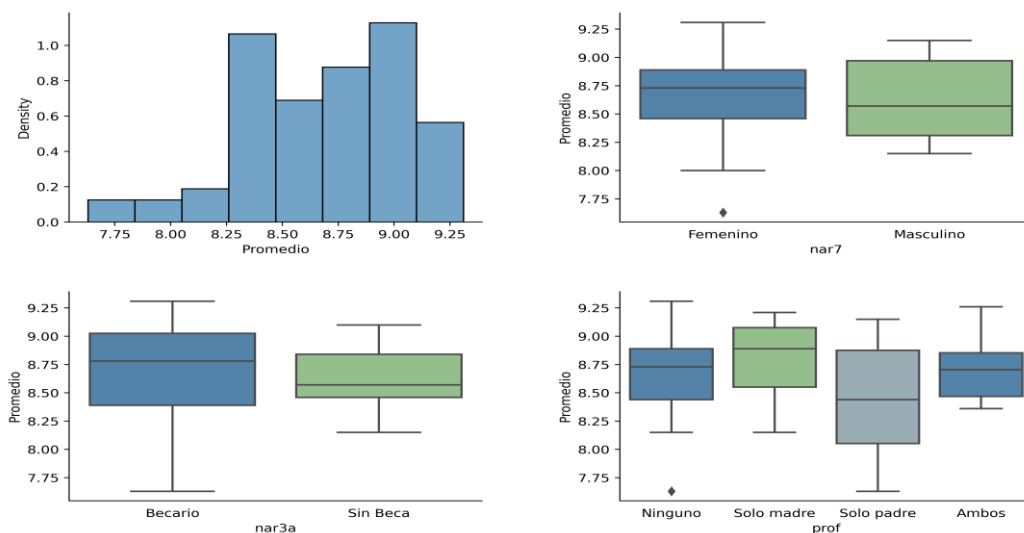 Density
1.0
0.8
0.6
0.4
0.2
0.0
7.75 8.00 8.25 8.50 8.75 9.00 9.25
Promedio
Promedio
9.25
9.00
8.75
8.50
8.25
8.00
7.75
Femenino Masculino
nar7
Promedio
9.25
9.00
8.75
8.50
8.25
8.00
7.75
Becario Sin Beca
nar3a
Promedio
9.25
9.00
8.75
8.50
8.25
8.00
7.75
Ninguno Solo madre Solo padre Ambos
prof